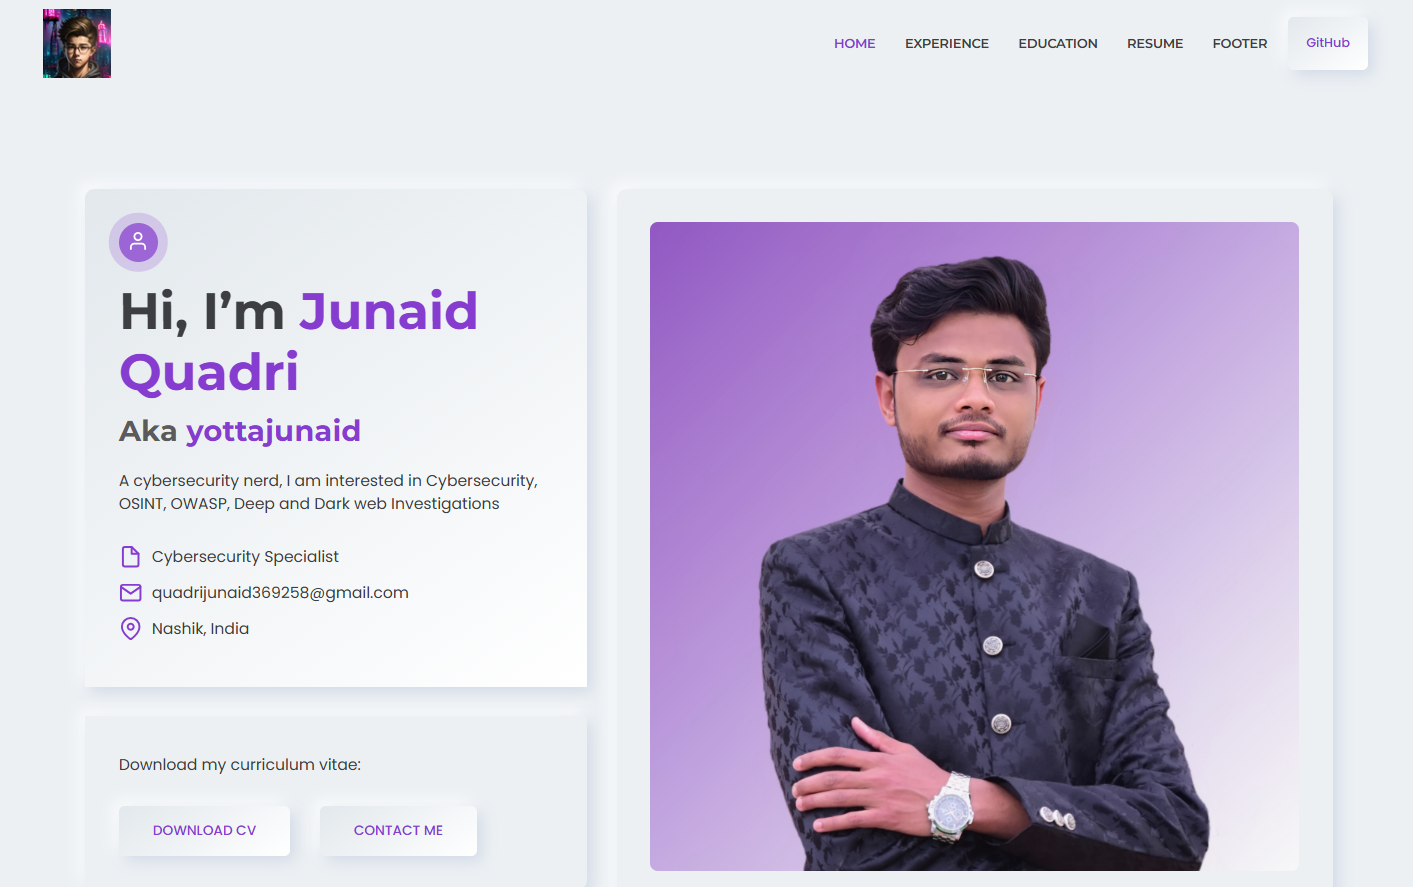 HOME EXPERIENCE EDUCATION RESUME FOOTER GitHub
Hi, I’m Junaid
Quadri
Aka yottajunaid
A cybersecurity nerd, I am interested in Cybersecurity,
OSINT, OWASP, Deep and Dark web Investigations
Cybersecurity Specialist
quadrijunaid369258@gmail.com
Nashik, India
Download my curriculum vitae:
DOWNLOAD CV CONTACT ME